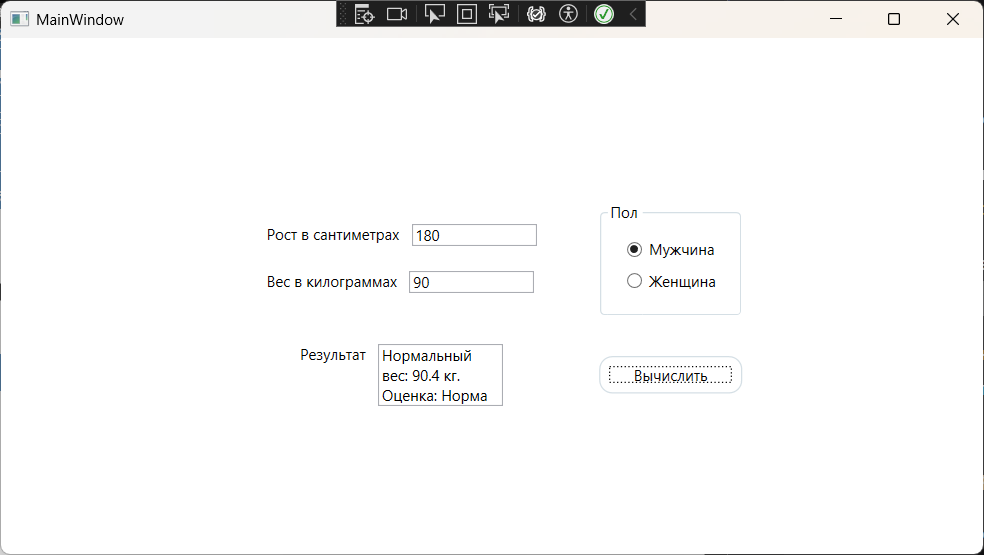 MainWindow
Рост в сантиметрах 180
Вес в килограммах 90
Пол
Мужчина
Женщина
Результат
Нормальный
вес: 90.4 кг.
Оценка: Норма
Вычислить